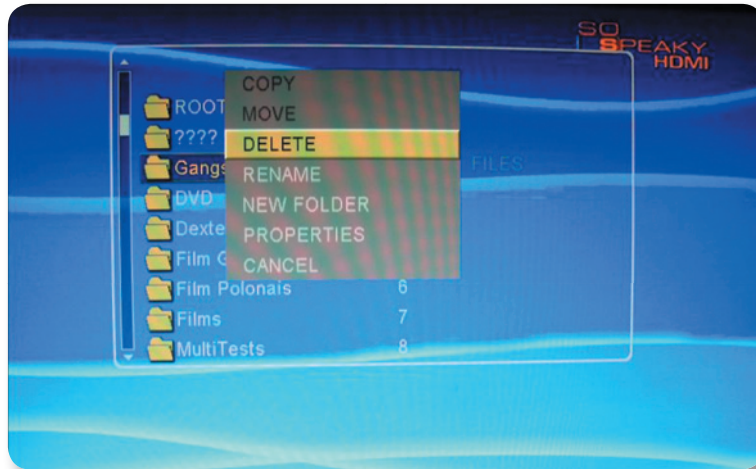 SO
SPEAKY
HDMI
COPY
ROOT
MOVE
????
DELETE
Gangs
FILES
RENAME
DVD
NEW FOLDER
Dexte
PROPERTIES
Film G
CANCEL
Film Polonais 6
Films 7
MultiTests 8